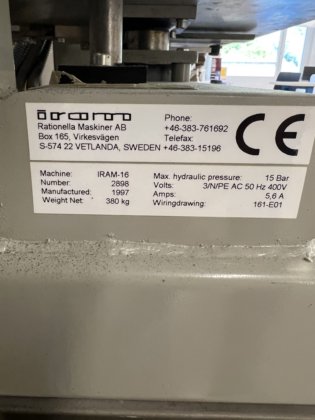 iram
Rationella Maskiner AB
Box 165, Virkesvägen
S-574 22 VETLANDA, SWEDEN
Phone:
+46-383-761692
Telefax:
+46-383-15196
CE
Machine: IRAM-16
Number: 2898
Manufactured: 1997
Weight Net: 380 kg
Max. hydraulic pressure: 15 Bar
Volts: 3/N/PE AC 50 Hz 400V
Amps: 5,6 A
Wiringdrawing: 161-E01